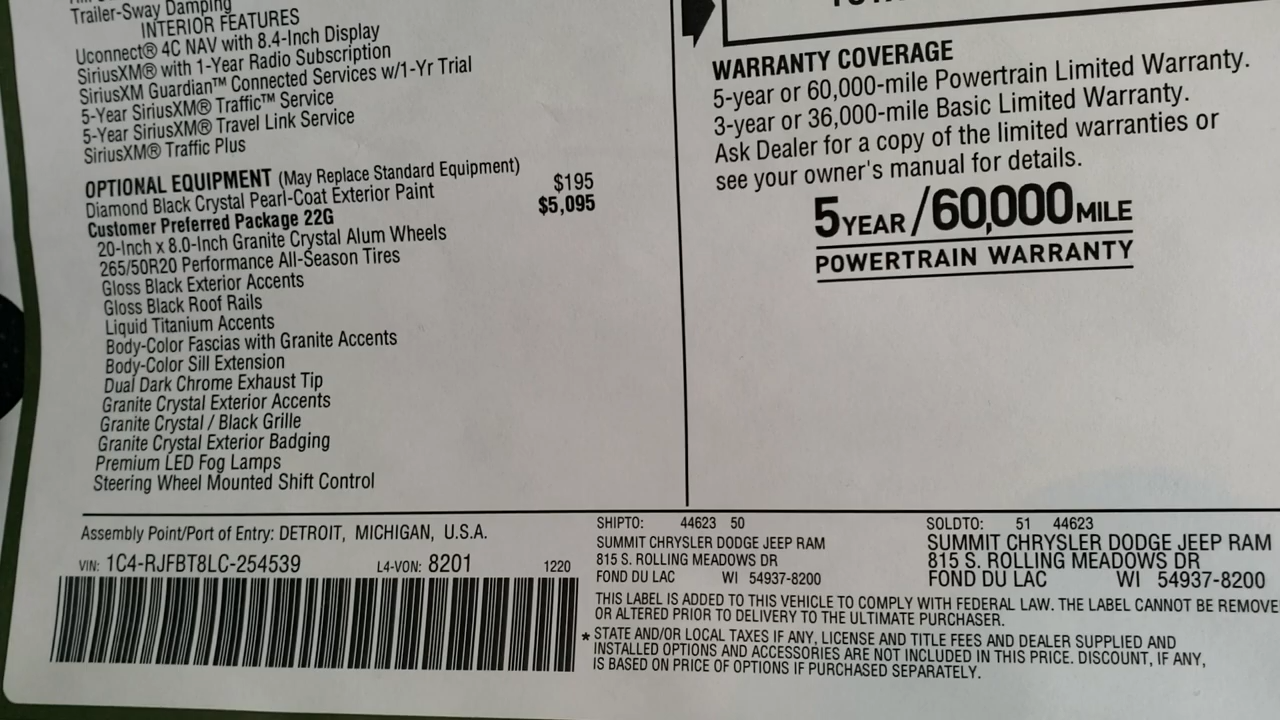 Trailer-Sway Damping
INTERIOR FEATURES
Uconnect® 4C NAV with 8.4-Inch Display
SiriusXM® with 1-Year Radio Subscription
SiriusXM Guardian™ Connected Services w/1-Yr Trial
5-Year SiriusXM® Traffic™ Service
5-Year SiriusXM® Travel Link Service
SiriusXM® Traffic Plus
OPTIONAL EQUIPMENT (May Replace Standard Equipment)
Diamond Black Crystal Pearl-Coat Exterior Paint $195
Customer Preferred Package 22G $5,095
20-Inch x 8.0-Inch Granite Crystal Alum Wheels
265/50R20 Performance All-Season Tires
Gloss Black Exterior Accents
Gloss Black Roof Rails
Liquid Titanium Accents
Body-Color Fascias with Granite Accents
Body-Color Sill Extension
Dual Dark Chrome Exhaust Tip
Granite Crystal Exterior Accents
Granite Crystal / Black Grille
Granite Crystal Exterior Badging
Premium LED Fog Lamps
Steering Wheel Mounted Shift Control
WARRANTY COVERAGE
5-year or 60,000-mile Powertrain Limited Warranty.
3-year or 36,000-mile Basic Limited Warranty.
Ask Dealer for a copy of the limited warranties or
see your owner's manual for details.
5 YEAR / 60,000 MILE
POWERTRAIN WARRANTY
Assembly Point/Port of Entry: DETROIT, MICHIGAN, U.S.A.
VIN: 1C4-RJFBT8LC-254539 L4-VON: 8201 1220
SHIPTO: 44623 50
SUMMIT CHRYSLER DODGE JEEP RAM
815 S. ROLLING MEADOWS DR
FOND DU LAC WI 54937-8200
SOLDTO: 51 44623
SUMMIT CHRYSLER DODGE JEEP RAM
815 S. ROLLING MEADOWS DR
FOND DU LAC WI 54937-8200
THIS LABEL IS ADDED TO THIS VEHICLE TO COMPLY WITH FEDERAL LAW. THE LABEL CANNOT BE REMOVE
OR ALTERED PRIOR TO DELIVERY TO THE ULTIMATE PURCHASER.
* STATE AND/OR LOCAL TAXES IF ANY, LICENSE AND TITLE FEES AND DEALER SUPPLIED AND
INSTALLED OPTIONS AND ACCESSORIES ARE NOT INCLUDED IN THIS PRICE. DISCOUNT, IF ANY,
IS BASED ON PRICE OF OPTIONS IF PURCHASED SEPARATELY.